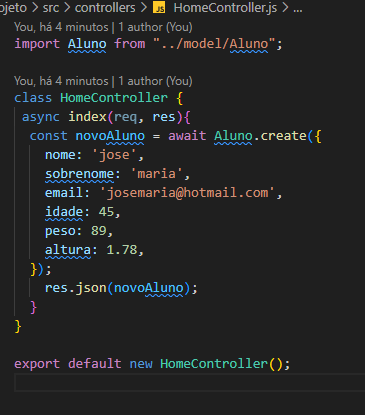 ojeto > src > controllers > JS HomeController.js > ...
You, há 4 minutos | 1 author (You)
import Aluno from "../model/Aluno";
You, há 4 minutos | 1 author (You)
class HomeController {
async index(req, res){
const novoAluno = await Aluno.create({
nome: 'jose',
sobrenome: 'maria',
email: 'josemaria@hotmail.com',
idade: 45,
peso: 89,
altura: 1.78,
});
res.json(novoAluno);
}
}
export default new HomeController();